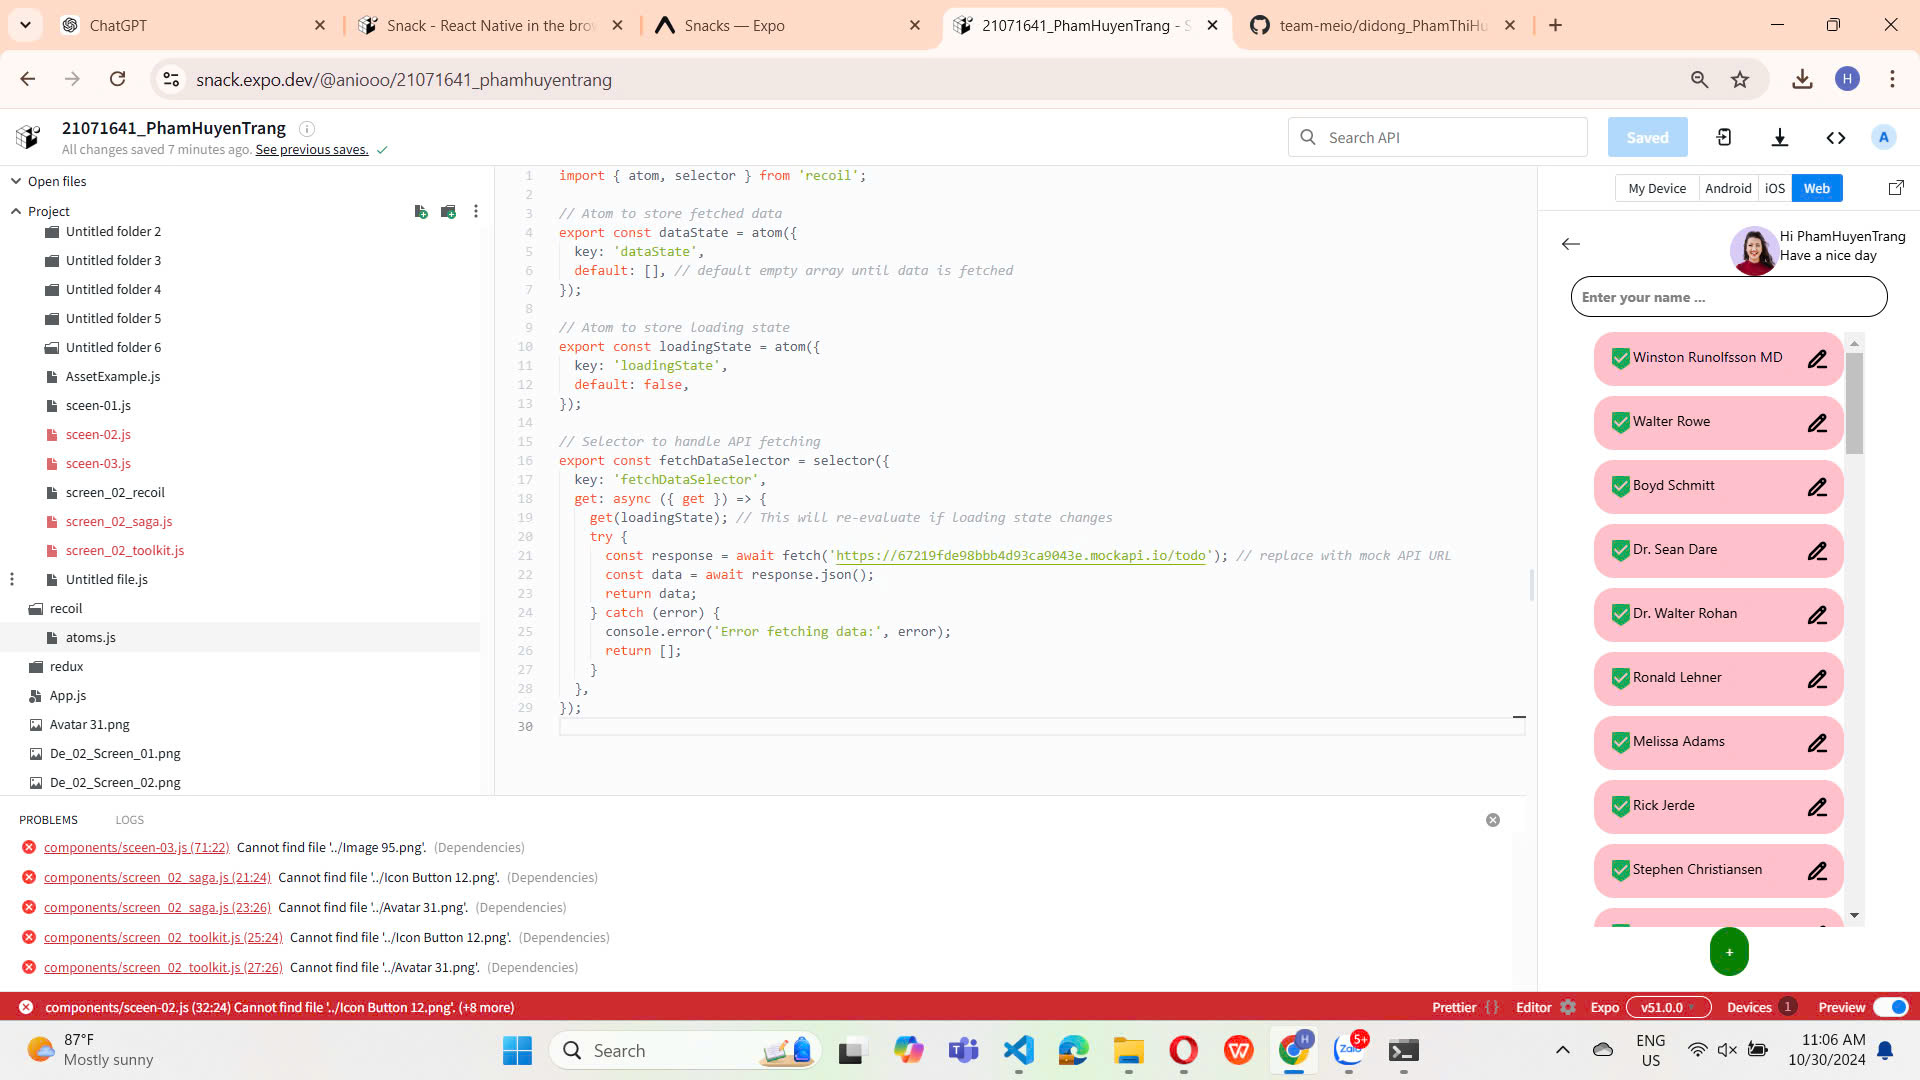 ChatGPT
Snack - React Native in the brow
Snacks — Expo
21071641_PhamHuyenTrang - S
team-meio/didong_PhamThiHu
snack.expo.dev/@aniooo/21071641_phamhuyentrang
H
21071641_PhamHuyenTrang
All changes saved 7 minutes ago. See previous saves.
Search API
Saved
A
Open files
Project
Untitled folder 2
Untitled folder 3
Untitled folder 4
Untitled folder 5
Untitled folder 6
AssetExample.js
sceen-01.js
sceen-02.js
sceen-03.js
screen_02_recoil
screen_02_saga.js
screen_02_toolkit.js
Untitled file.js
recoil
atoms.js
redux
App.js
Avatar 31.png
De_02_Screen_01.png
De_02_Screen_02.png
1 import { atom, selector } from 'recoil';
2
3 // Atom to store fetched data
4 export const dataState = atom({
5 key: 'dataState',
6 default: [], // default empty array until data is fetched
7 });
8
9 // Atom to store loading state
10 export const loadingState = atom({
11 key: 'loadingState',
12 default: false,
13 });
14
15 // Selector to handle API fetching
16 export const fetchDataSelector = selector({
17 key: 'fetchDataSelector',
18 get: async ({ get }) => {
19 get(loadingState); // This will re-evaluate if loading state changes
20 try {
21 const response = await fetch('https://67219fde98bbb4d93ca9043e.mockapi.io/todo'); // replace with mock API URL
22 const data = await response.json();
23 return data;
24 } catch (error) {
25 console.error('Error fetching data:', error);
26 return [];
27 }
28 },
29 });
30
My Device Android iOS Web
Hi PhamHuyenTrang
Have a nice day
Enter your name ...
Winston Runolfsson MD
Walter Rowe
Boyd Schmitt
Dr. Sean Dare
Dr. Walter Rohan
Ronald Lehner
Melissa Adams
Rick Jerde
Stephen Christiansen
+
PROBLEMS LOGS
components/sceen-03.js (71:22) Cannot find file '../Image 95.png'. (Dependencies)
components/screen_02_saga.js (21:24) Cannot find file '../Icon Button 12.png'. (Dependencies)
components/screen_02_saga.js (23:26) Cannot find file '../Avatar 31.png'. (Dependencies)
components/screen_02_toolkit.js (25:24) Cannot find file '../Icon Button 12.png'. (Dependencies)
components/screen_02_toolkit.js (27:26) Cannot find file '../Avatar 31.png'. (Dependencies)
components/sceen-02.js (32:24) Cannot find file '../Icon Button 12.png'. (+8 more)
Prettier { } Editor Expo v51.0.0 Devices 1 Preview
87°F
Mostly sunny
Search
H
Zalo
5+
ENG
US
11:06 AM
10/30/2024